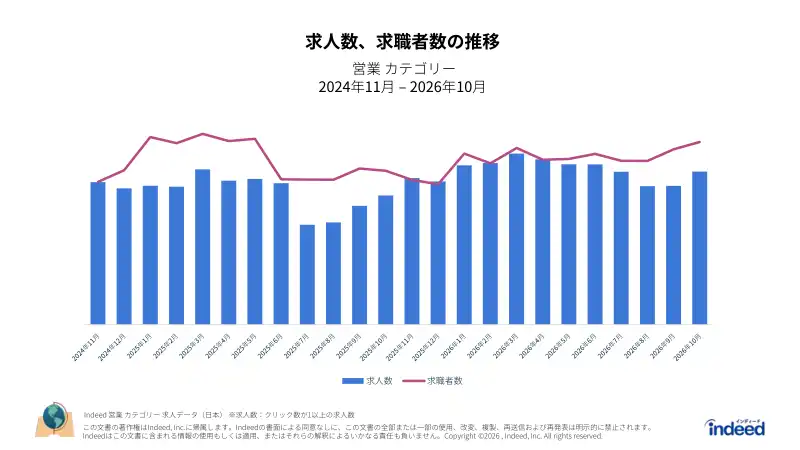 求人数、求職者数の推移
営業 カテゴリー
2024年11月 – 2026年10月
2024年11月
2024年12月
2025年1月
2025年2月
2025年3月
2025年4月
2025年5月
2025年6月
2025年7月
2025年8月
2025年9月
2025年10月
2025年11月
2025年12月
2026年1月
2026年2月
2026年3月
2026年4月
2026年5月
2026年6月
2026年7月
2026年8月
2026年9月
2026年10月
求人数 求職者数
Indeed 営業 カテゴリー 求人データ（日本） ※求人数：クリック数が1以上の求人数
この文書の著作権はIndeed, Inc.に帰属します。Indeedの書面による同意なしに、この文書の全部または一部の使用、改変、複製、再送信および再発表は明示的に禁止されます。
Indeedはこの文書に含まれる情報の使用もしくは適用、またはそれらの解釈によるいかなる責任も負いません。Copyright ©2026 , Indeed, Inc. All rights reserved.
インディード
indeed